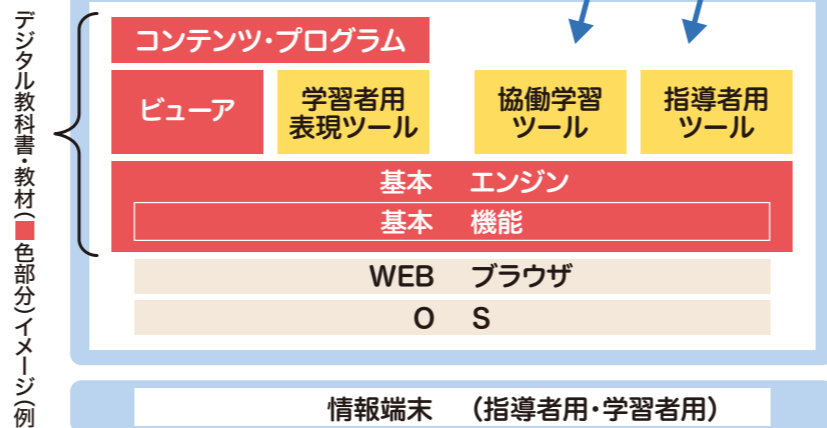 デジタル教科書・教材(■色部分)イメージ(例
コンテンツ・プログラム
ビューア
学習者用
表現ツール
協働学習
ツール
指導者用
ツール
基本 エンジン
基本 機能
WEB ブラウザ
O S
情報端末 (指導者用・学習者用)